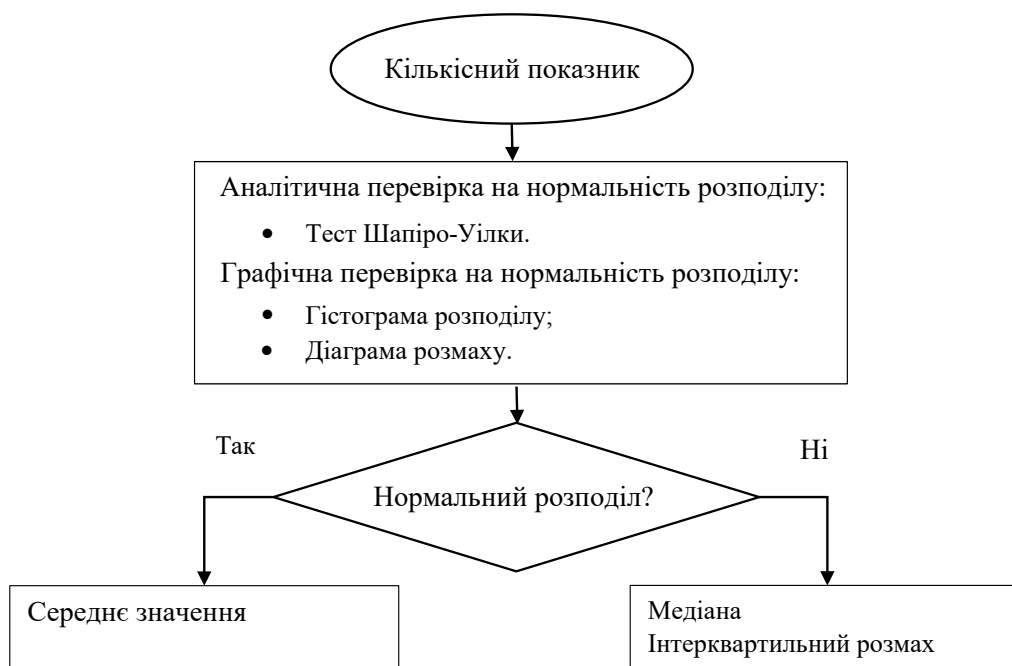 Кількісний показник
Аналітична перевірка на нормальність розподілу:
• Тест Шапіро-Уілки.
Графічна перевірка на нормальність розподілу:
• Гістограма розподілу;
• Діаграма розмаху.
Так
Ні
Нормальний розподіл?
Середнє значення
Медіана
Інтерквартильний розмах